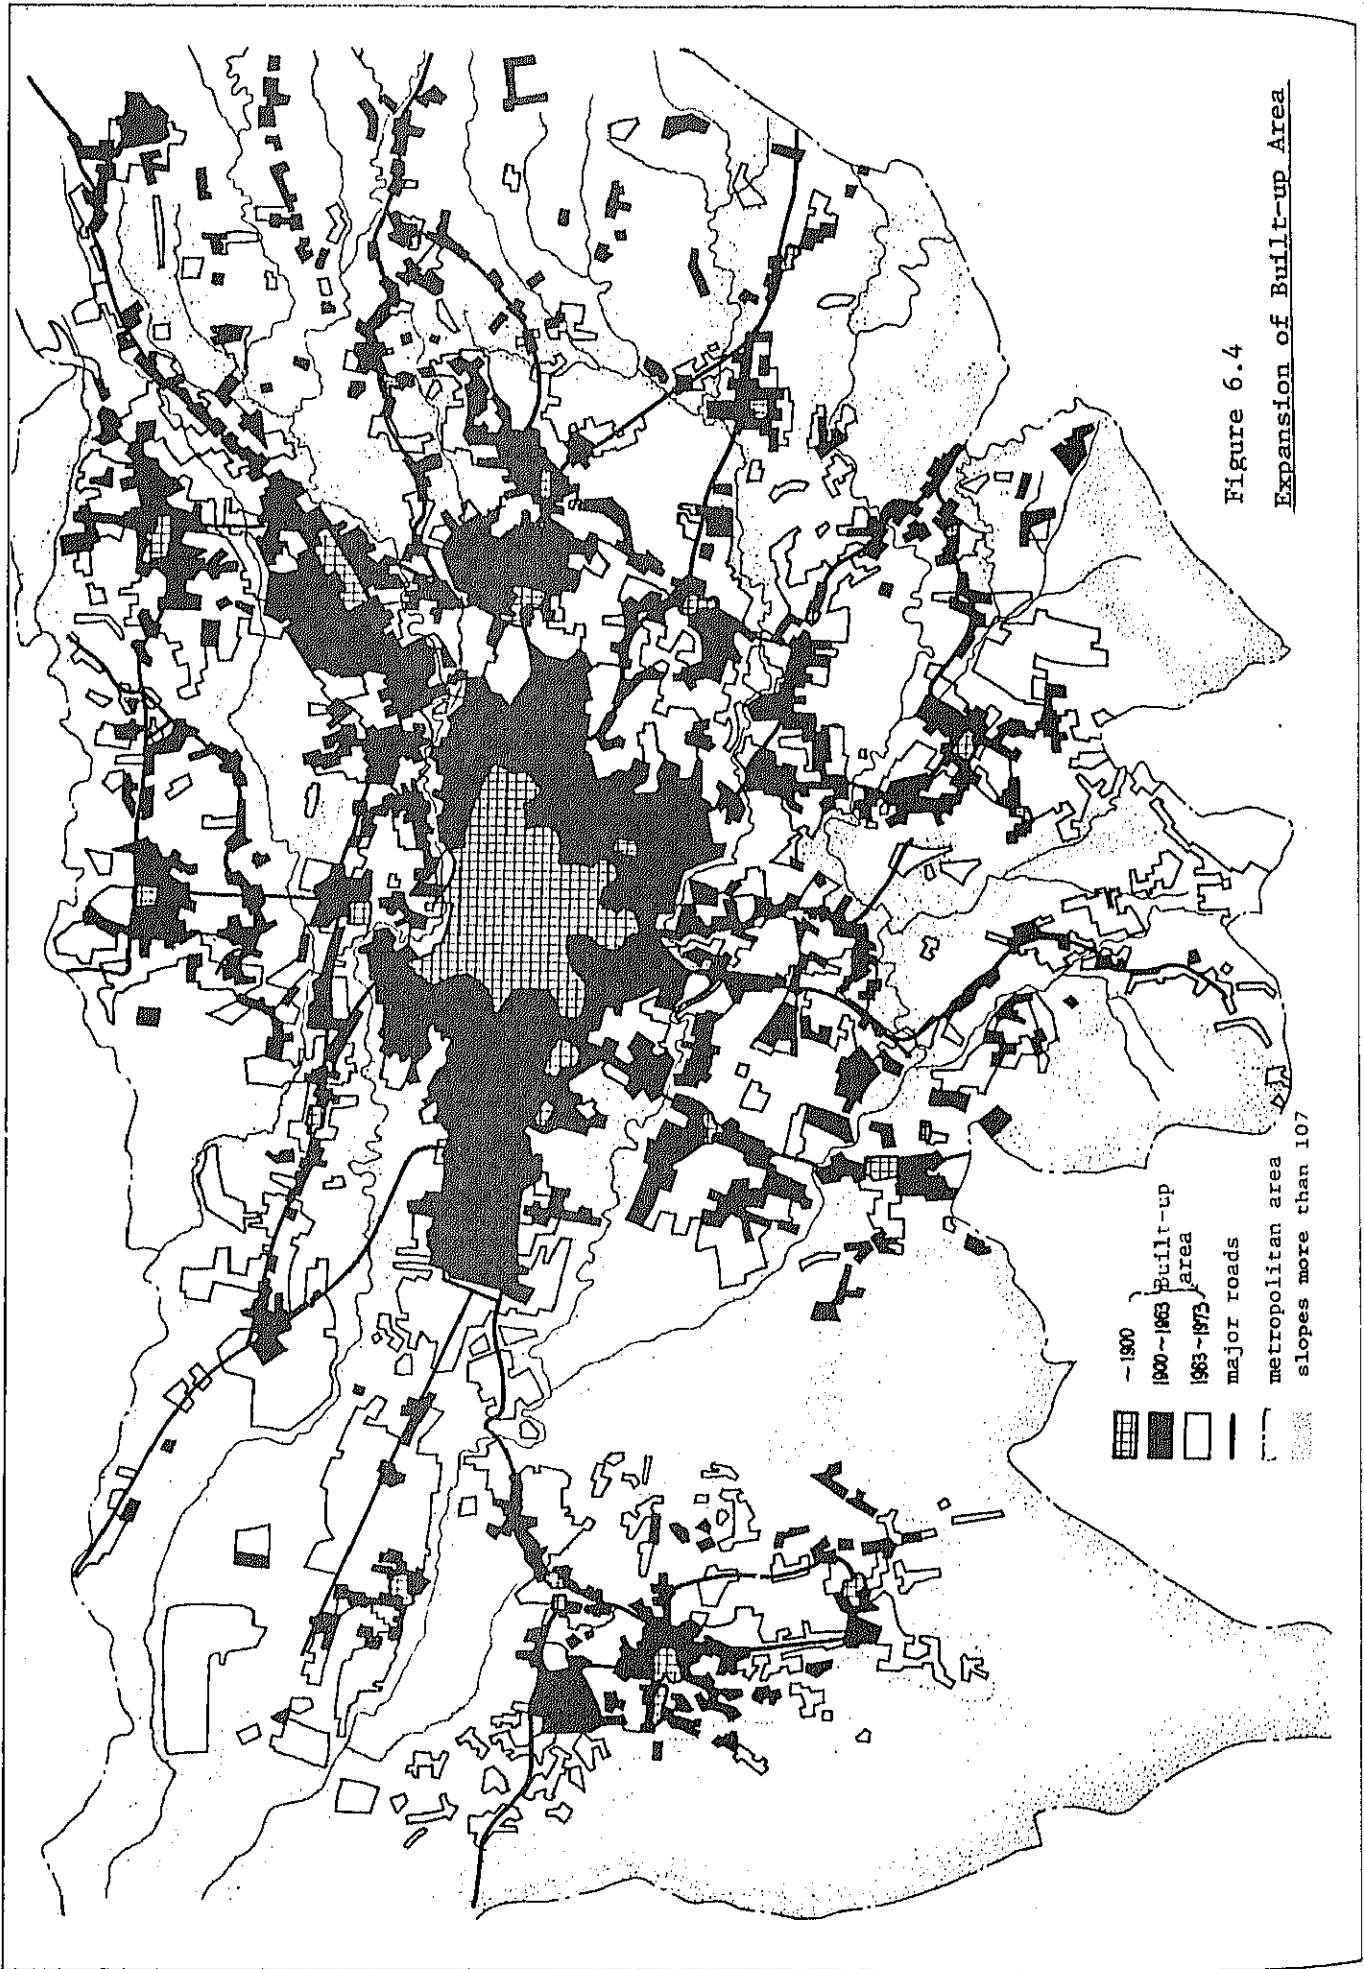 Figure 6.4
Expansion of Built-up Area
~1900
1900~1963 Built-up
1963~1973 area
major roads
metropolitan area
slopes more than 107